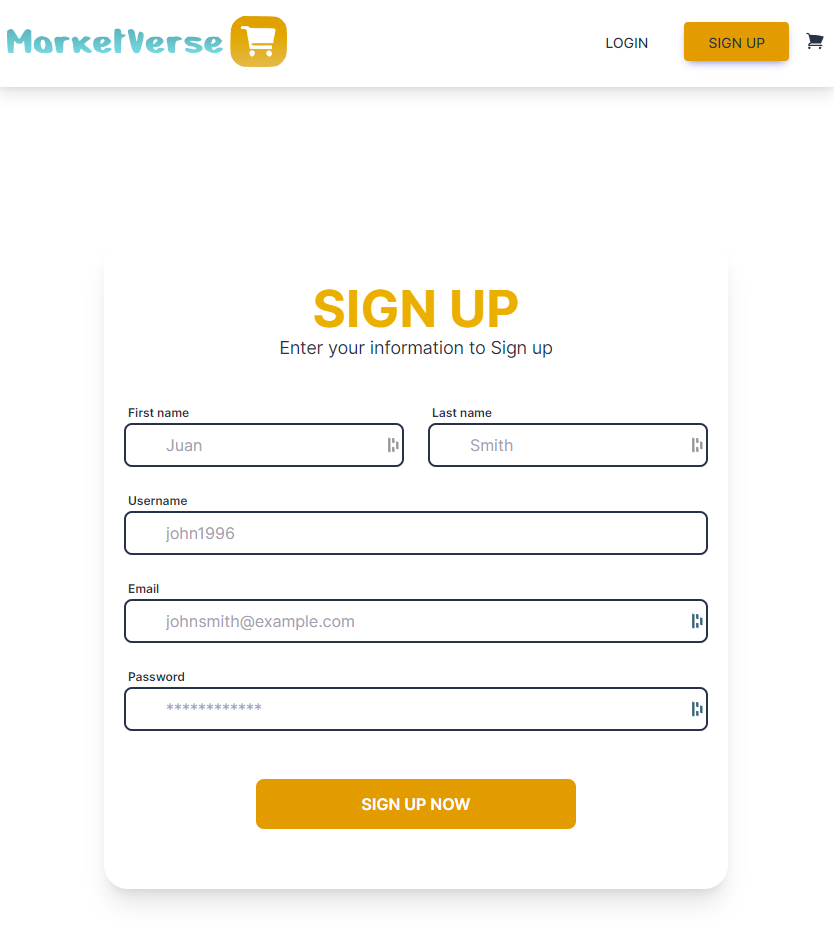 MarketVerse
LOGIN
SIGN UP
SIGN UP
Enter your information to Sign up
First name
Last name
Juan
Smith
Username
john1996
Email
johnsmith@example.com
Password
************
SIGN UP NOW